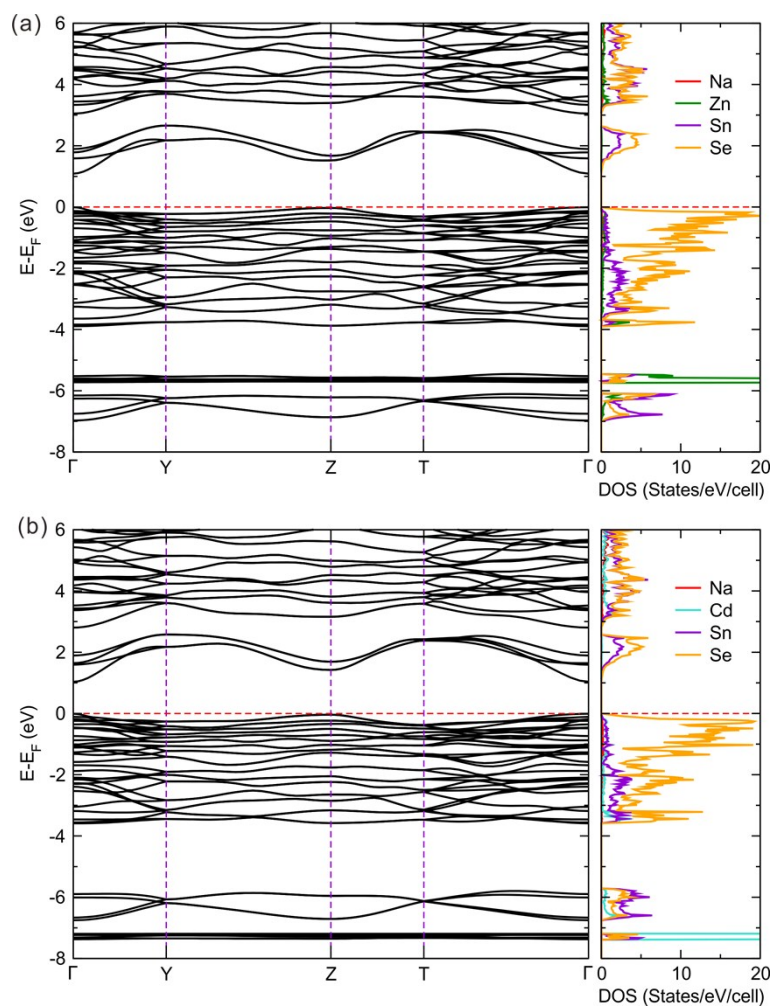 (a)
6
4
2
0
-2
-4
-6
-8
E-E_F (eV)
Γ Y Z T Γ
Na
Zn
Sn
Se
0 10 20
DOS (States/eV/cell)
(b)
6
4
2
0
-2
-4
-6
-8
E-E_F (eV)
Γ Y Z T Γ
Na
Cd
Sn
Se
0 10 20
DOS (States/eV/cell)